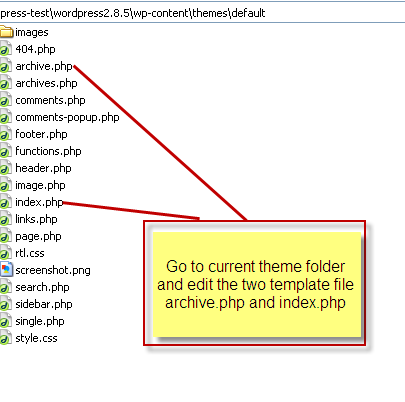 press-test\wordpress2.8.5\wp-content\themes\default
images
404.php
archive.php
archives.php
comments.php
comments-popup.php
footer.php
functions.php
header.php
image.php
index.php
links.php
page.php
rtl.css
screenshot.png
search.php
sidebar.php
single.php
style.css
Go to current theme folder
and edit the two template file
archive.php and index.php